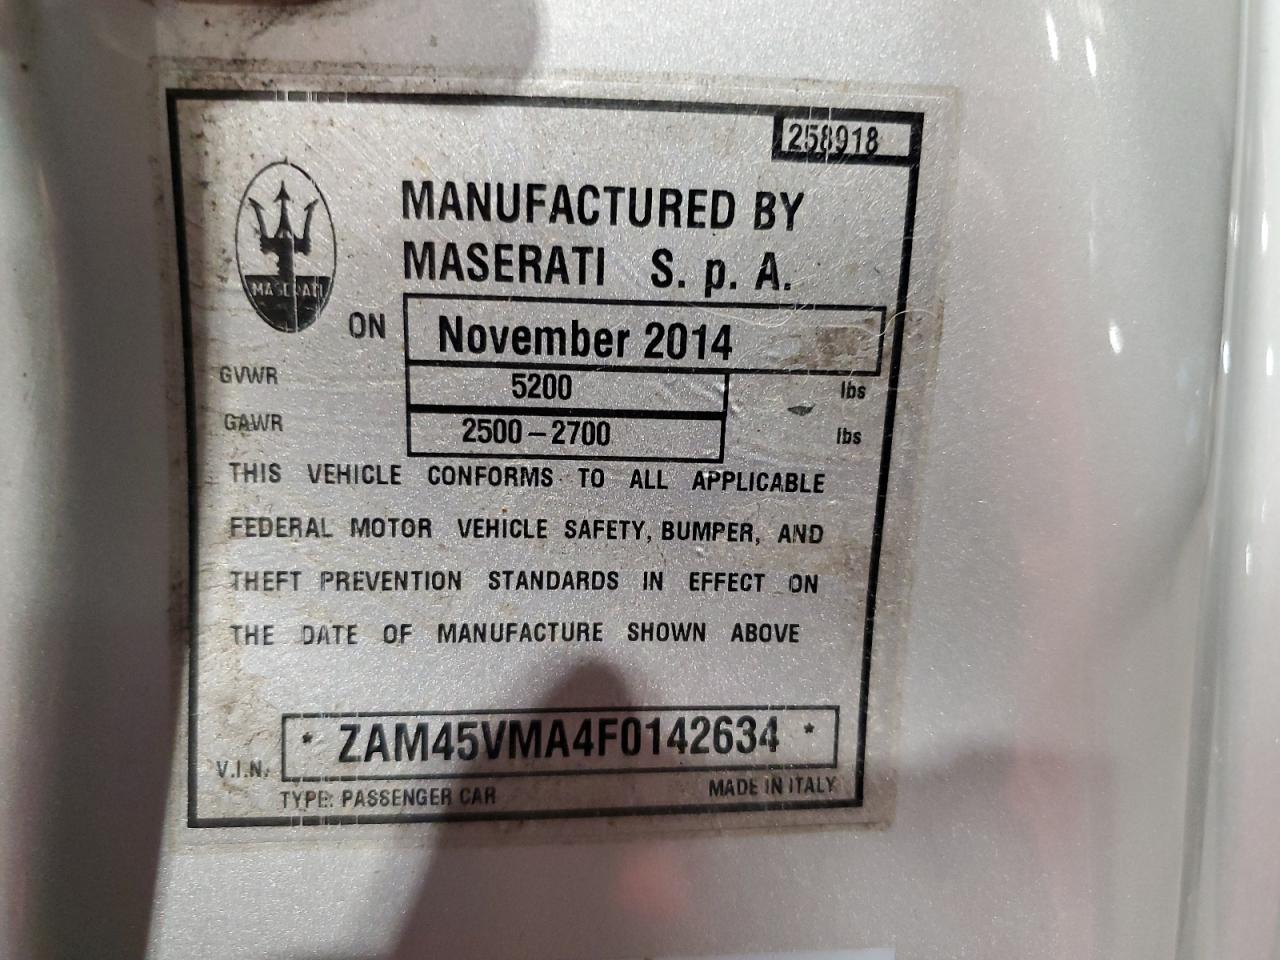 258918
MANUFACTURED BY
MASERATI S. p. A.
MASERATI
ON November 2014
GVWR 5200 lbs
GAWR 2500–2700 lbs
THIS VEHICLE CONFORMS TO ALL APPLICABLE
FEDERAL MOTOR VEHICLE SAFETY, BUMPER, AND
THEFT PREVENTION STANDARDS IN EFFECT ON
THE DATE OF MANUFACTURE SHOWN ABOVE
V.I.N. * ZAM45VMA4F0142634 *
TYPE: PASSENGER CAR MADE IN ITALY